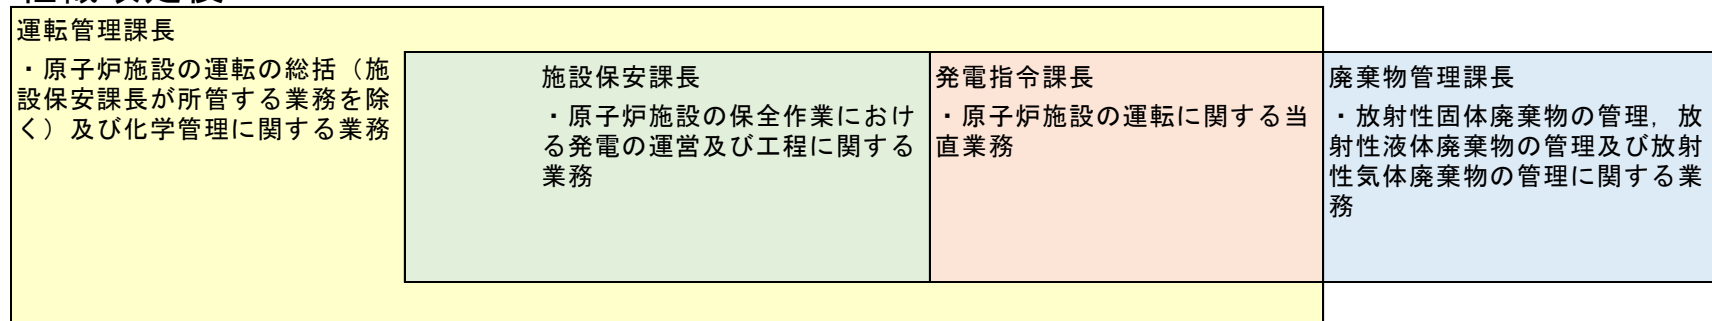 運転管理課長
・原子炉施設の運転の総括（施
設保安課長が所管する業務を除
く）及び化学管理に関する業務
施設保安課長
・原子炉施設の保全作業におけ
る発電の運営及び工程に関する
業務
発電指令課長
・原子炉施設の運転に関する当
直業務
廃棄物管理課長
・放射性固体廃棄物の管理，放
射性液体廃棄物の管理及び放射
性気体廃棄物の管理に関する業
務